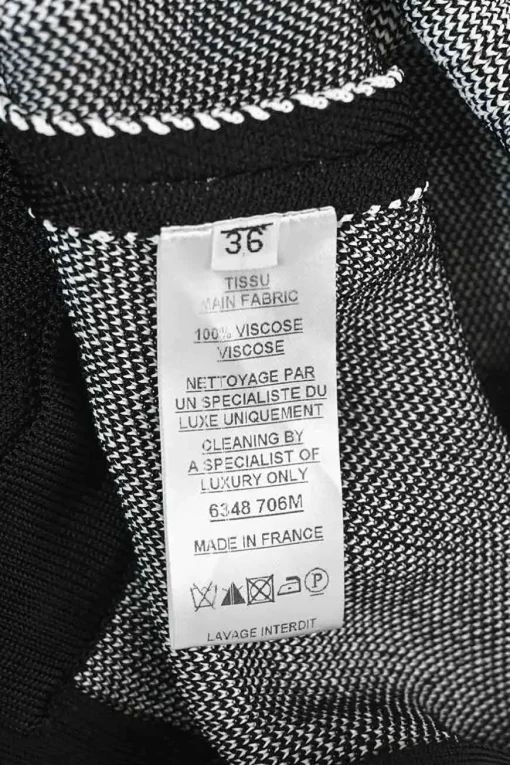 36
TISSU
MAIN FABRIC
100% VISCOSE
VISCOSE
NETTOYAGE PAR
UN SPECIALISTE DU
LUXE UNIQUEMENT
CLEANING BY
A SPECIALIST OF
LUXURY ONLY
6348 706M
MADE IN FRANCE
P
LAVAGE INTERDIT